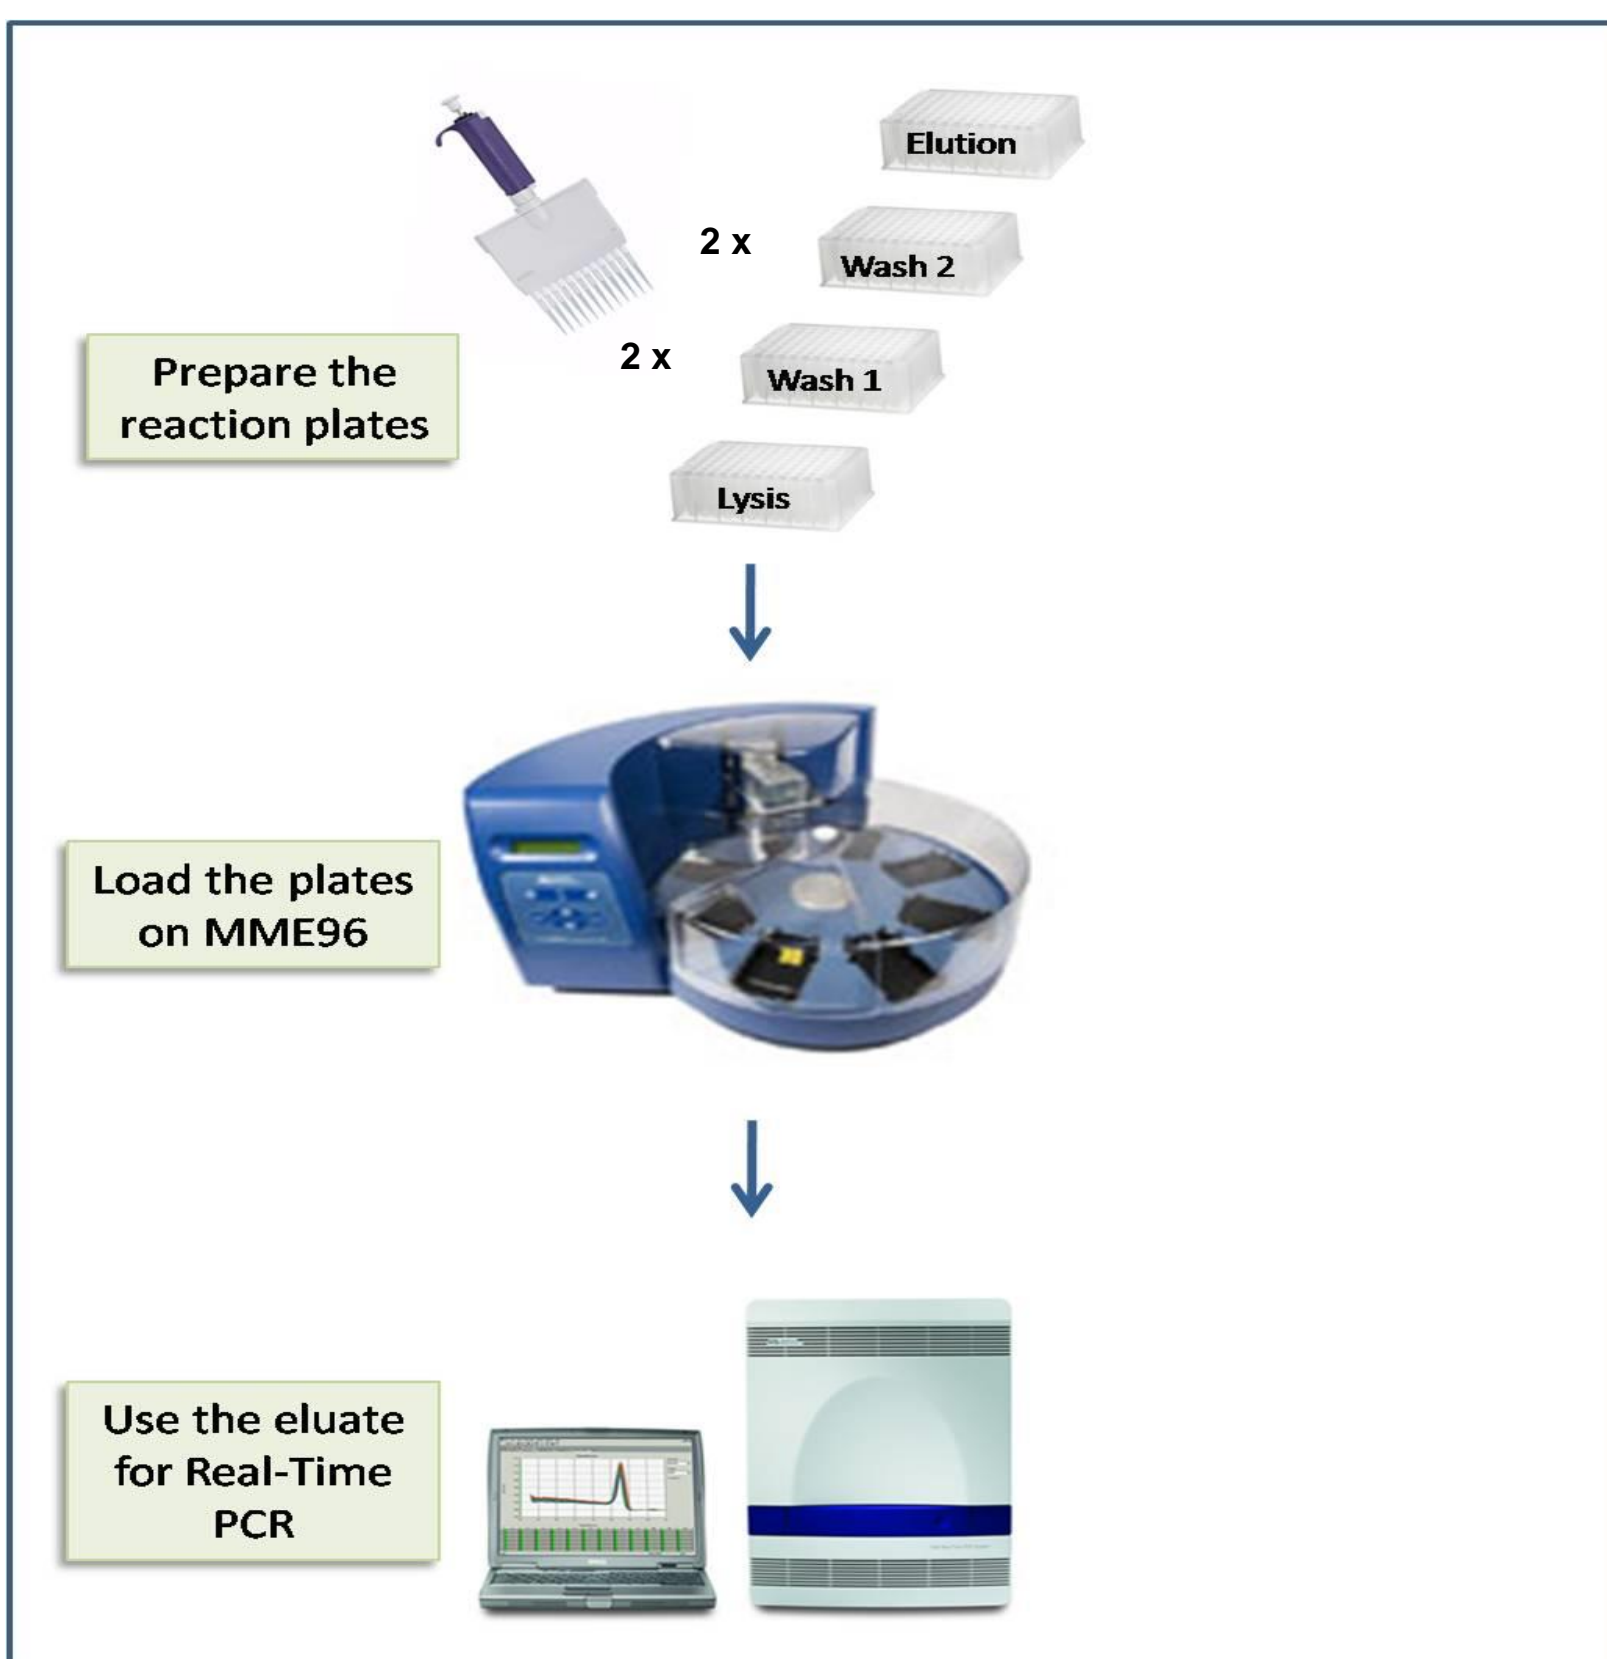 Elution
2 x
Wash 2
2 x
Wash 1
Prepare the
reaction plates
Lysis
Load the plates
on MME96
Use the eluate
for Real-Time
PCR